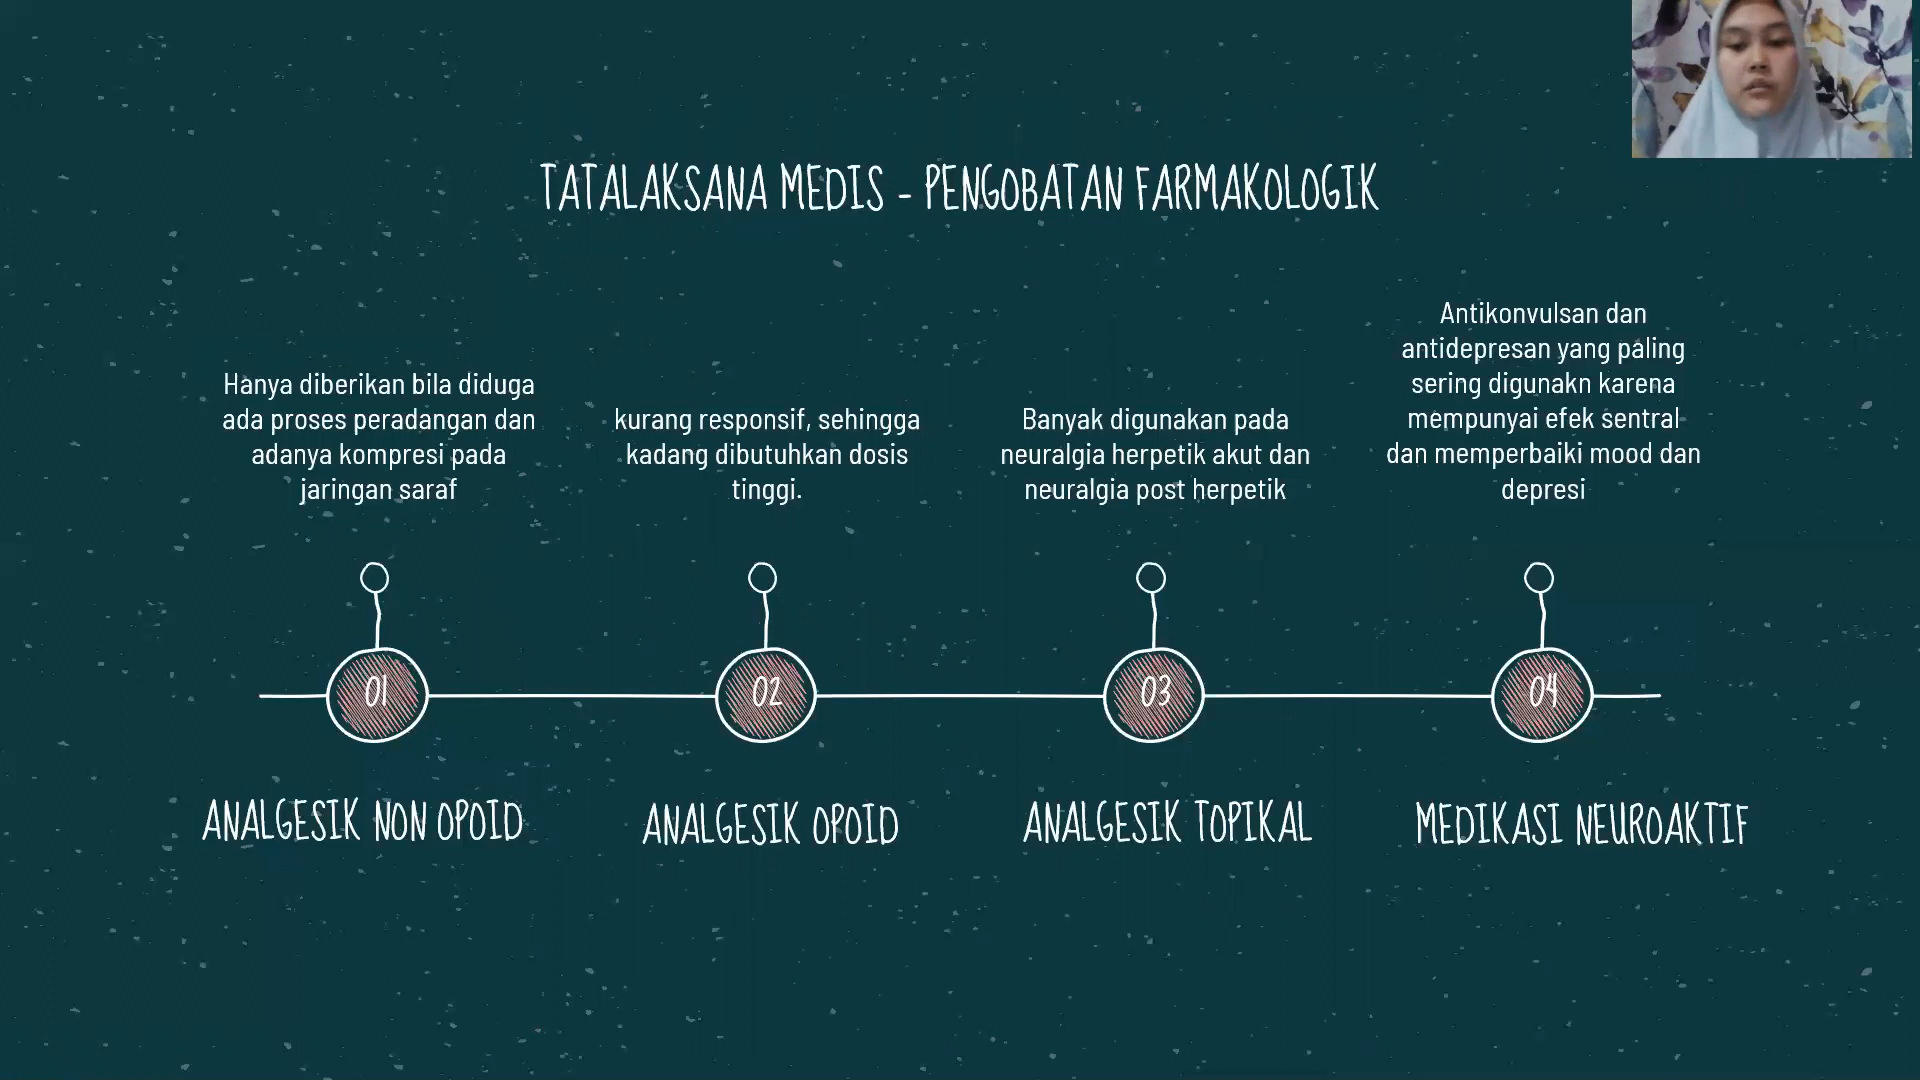 TATALAKSANA MEDIS - PENGOBATAN FARMAKOLOGIK
Hanya diberikan bila diduga
ada proses peradangan dan
adanya kompresi pada
jaringan saraf
kurang responsif, sehingga
kadang dibutuhkan dosis
tinggi.
Banyak digunakan pada
neuralgia herpetik akut dan
neuralgia post herpetik
Antikonvulsan dan
antidepresan yang paling
sering digunakn karena
mempunyai efek sentral
dan memperbaiki mood dan
depresi
01
02
03
04
ANALGESIK NON OPOID
ANALGESIK OPOID
ANALGESIK TOPIKAL
MEDIKASI NEUROAKTIF